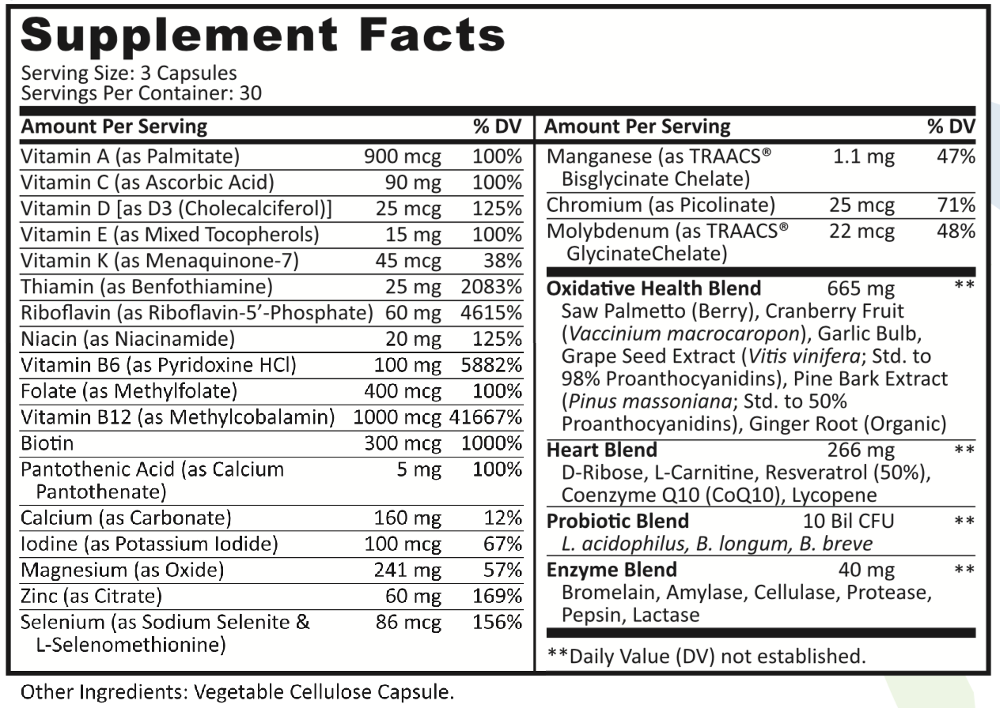 Supplement Facts
Serving Size: 3 Capsules
Servings Per Container: 30
Amount Per Serving % DV
Vitamin A (as Palmitate) 900 mcg 100%
Vitamin C (as Ascorbic Acid) 90 mg 100%
Vitamin D [as D3 (Cholecalciferol)] 25 mcg 125%
Vitamin E (as Mixed Tocopherols) 15 mg 100%
Vitamin K (as Menaquinone-7) 45 mcg 38%
Thiamin (as Benfothiamine) 25 mg 2083%
Riboflavin (as Riboflavin-5’-Phosphate) 60 mg 4615%
Niacin (as Niacinamide) 20 mg 125%
Vitamin B6 (as Pyridoxine HCl) 100 mg 5882%
Folate (as Methylfolate) 400 mcg 100%
Vitamin B12 (as Methylcobalamin) 1000 mcg 41667%
Biotin 300 mcg 1000%
Pantothenic Acid (as Calcium 5 mg 100%
Pantothenate)
Calcium (as Carbonate) 160 mg 12%
Iodine (as Potassium Iodide) 100 mcg 67%
Magnesium (as Oxide) 241 mg 57%
Zinc (as Citrate) 60 mg 169%
Selenium (as Sodium Selenite & 86 mcg 156%
L-Selenomethionine)
Amount Per Serving % DV
Manganese (as TRAACS® 1.1 mg 47%
Bisglycinate Chelate)
Chromium (as Picolinate) 25 mcg 71%
Molybdenum (as TRAACS® 22 mcg 48%
GlycinateChelate)
Oxidative Health Blend 665 mg **
Saw Palmetto (Berry), Cranberry Fruit
(Vaccinium macrocaropon), Garlic Bulb,
Grape Seed Extract (Vitis vinifera; Std. to
98% Proanthocyanidins), Pine Bark Extract
(Pinus massoniana; Std. to 50%
Proanthocyanidins), Ginger Root (Organic)
Heart Blend 266 mg **
D-Ribose, L-Carnitine, Resveratrol (50%),
Coenzyme Q10 (CoQ10), Lycopene
Probiotic Blend 10 Bil CFU **
L. acidophilus, B. longum, B. breve
Enzyme Blend 40 mg **
Bromelain, Amylase, Cellulase, Protease,
Pepsin, Lactase
**Daily Value (DV) not established.
Other Ingredients: Vegetable Cellulose Capsule.